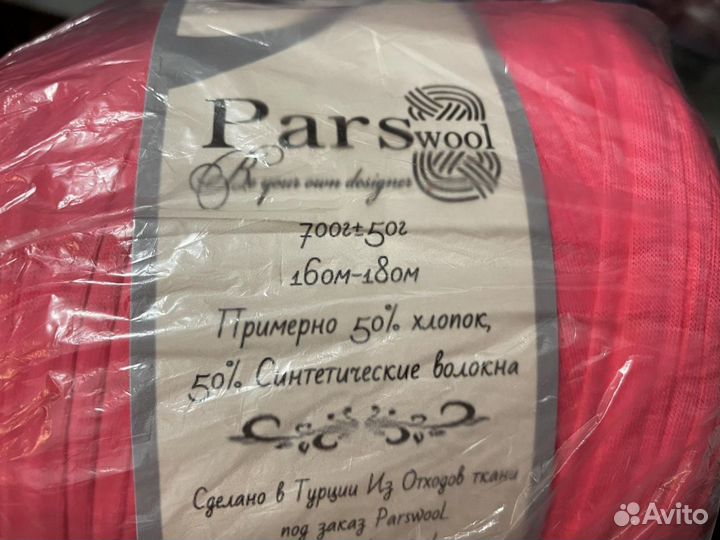 Parswool
Be your own designer
700г±50г
160м-180м
Примерно 50% хлопок,
50% Синтетические волокна
Сделано в Турции Из Отходов ткани
под заказ Parswool.
Avito